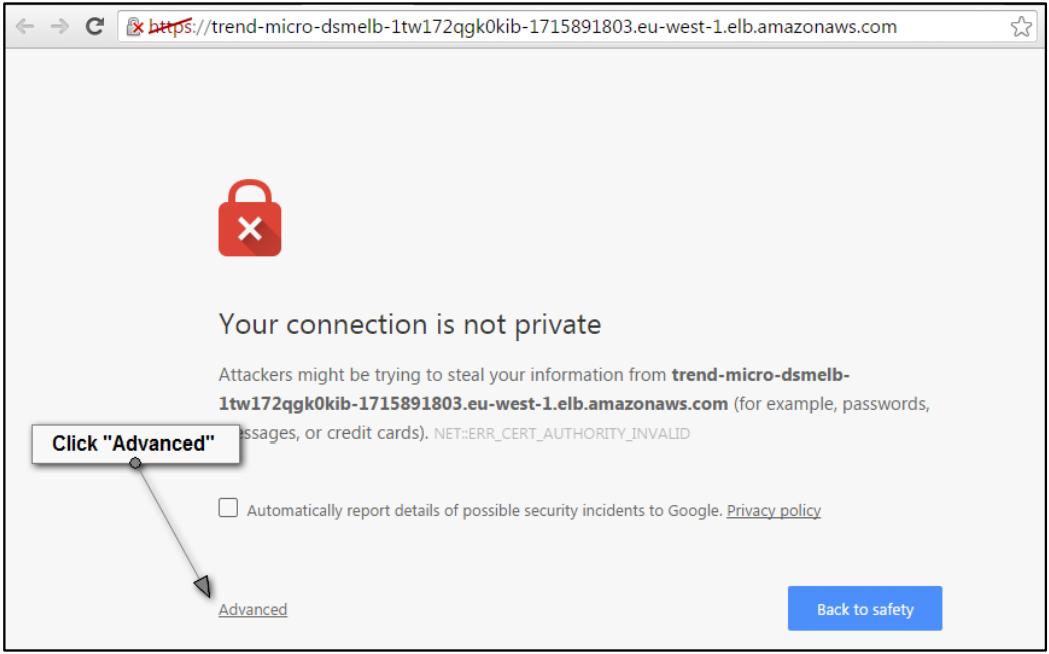 https://trend-micro-dsmelb-1tw172qgk0kib-1715891803.eu-west-1.elb.amazonaws.com
Your connection is not private
Attackers might be trying to steal your information from trend-micro-dsmelb-
1tw172qgk0kib-1715891803.eu-west-1.elb.amazonaws.com (for example, passwords,
essages, or credit cards). NET::ERR_CERT_AUTHORITY_INVALID
Click "Advanced"
Automatically report details of possible security incidents to Google. Privacy policy
Advanced
Back to safety